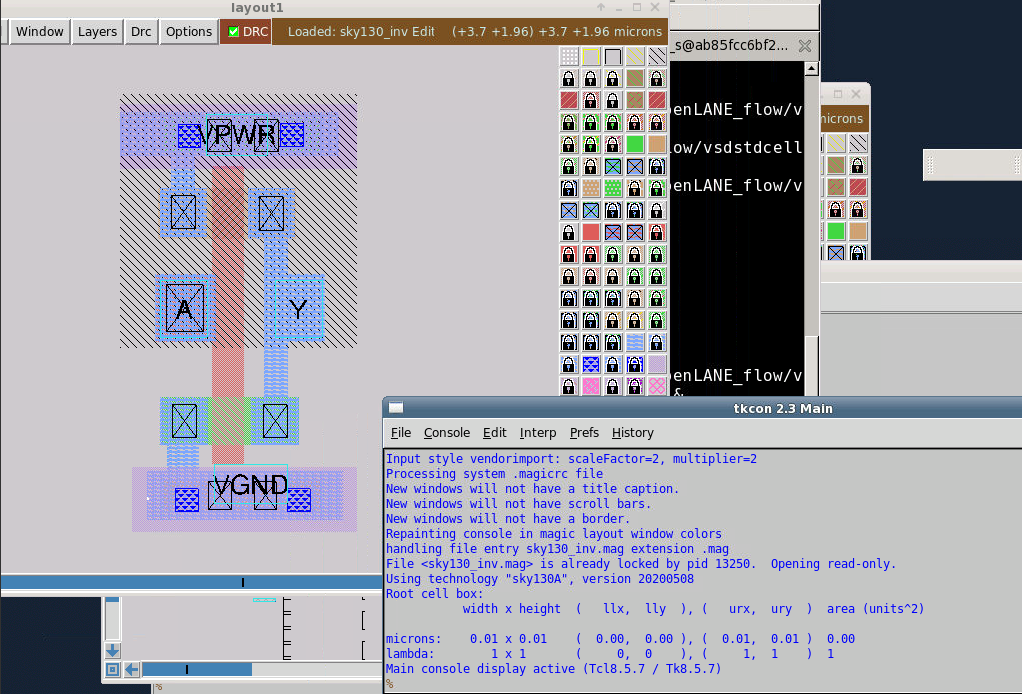 layout1
Window Layers Drc Options DRC Loaded: sky130_inv Edit (+3.7 +1.96) +3.7 +1.96 microns
_s@ab85fcc6bf2...
enLANE_flow/v
low/vsdstdcell
enLANE_flow/v
microns
VPWR
A Y
VGND
enLANE_flow/v
&
tkcon 2.3 Main
File Console Edit Interp Prefs History
Input style vendorimport: scaleFactor=2, multiplier=2
Processing system .magicrc file
New windows will not have a title caption.
New windows will not have scroll bars.
New windows will not have a border.
Repainting console in magic layout window colors
handling file entry sky130_inv.mag extension .mag
File <sky130_inv.mag> is already locked by pid 13250.  Opening read-only.
Using technology "sky130A", version 20200508
Root cell box:
width x height  (   llx,  lly  ), (   urx,  ury  )  area (units^2)
microns:    0.01 x 0.01    (  0.00,  0.00 ), (  0.01,  0.01 )  0.00
lambda:        1 x 1       (     0,  0    ), (     1,  1    )  1
Main console display active (Tcl8.5.7 / Tk8.5.7)
%
%